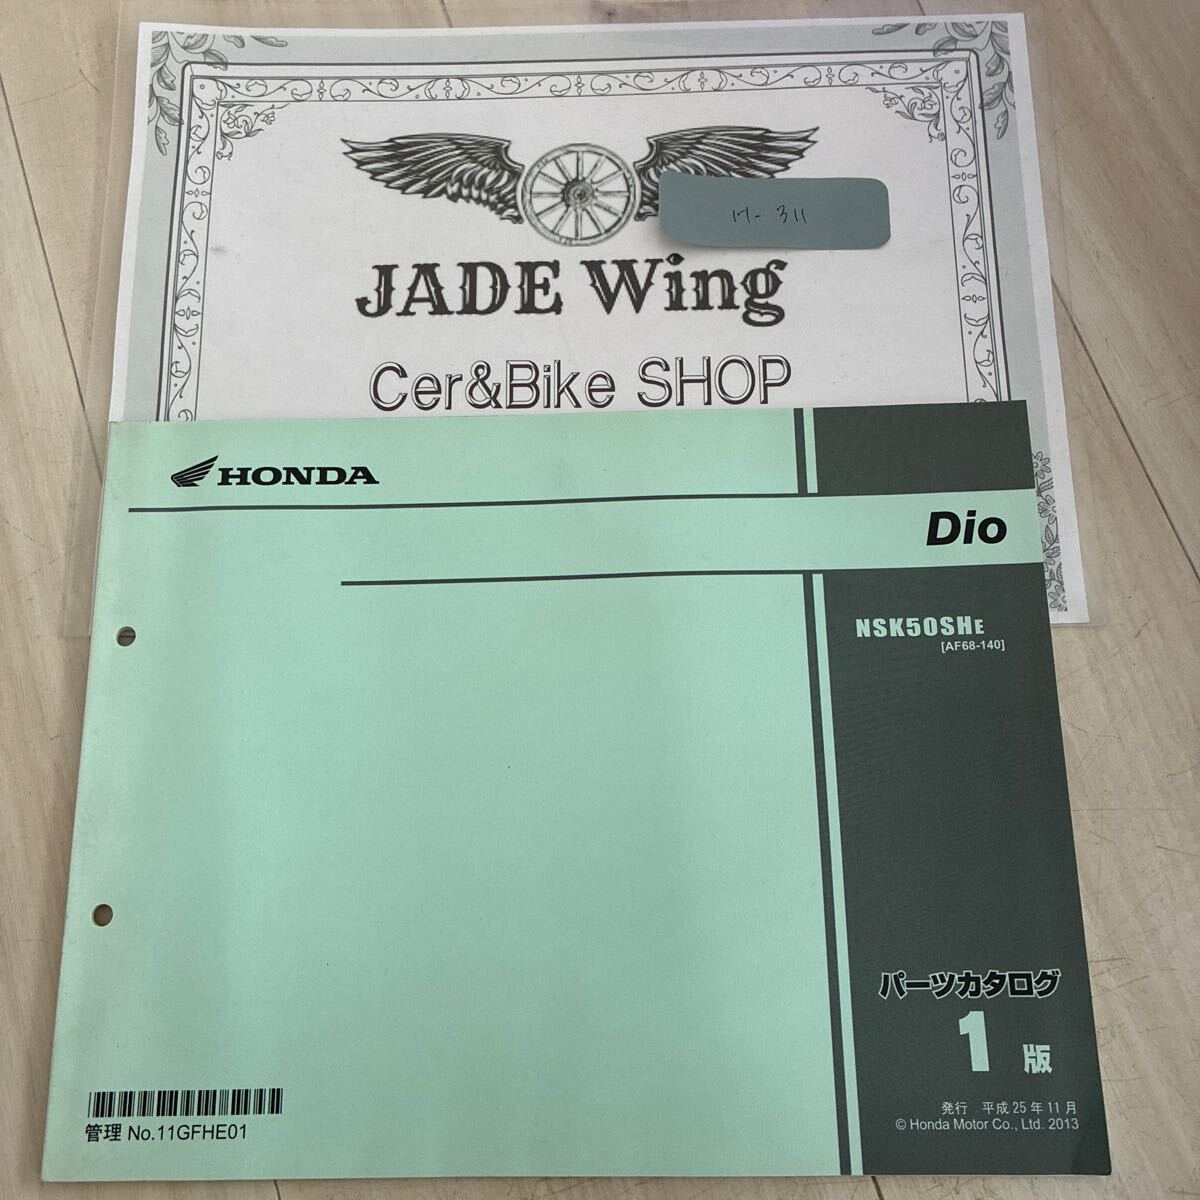 17-311
JADE Wing
Cer&Bike SHOP
HONDA
Dio
NSK50SHE
[AF68-140]
パーツカタログ
1版
発行 平成25年11月
© Honda Motor Co., Ltd. 2013
管理 No.11GFHE01